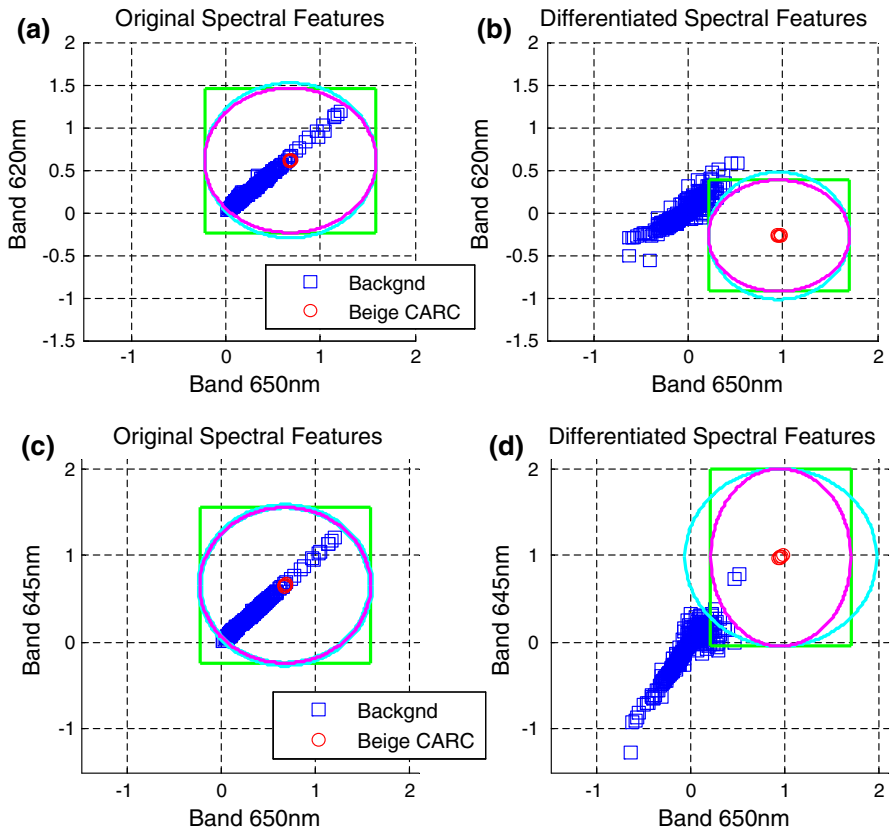 (a)
Original Spectral Features
2
1.5
1
0.5
0
-0.5
-1
-1.5
-1
0
1
2
Band 620nm
Band 650nm
Backgnd
Beige CARC
(b)
Differentiated Spectral Features
2
1.5
1
0.5
0
-0.5
-1
-1.5
-1
0
1
2
Band 620nm
Band 650nm
(c)
Original Spectral Features
2
1
0
-1
-1
0
1
2
Band 645nm
Band 650nm
Backgnd
Beige CARC
(d)
Differentiated Spectral Features
2
1
0
-1
-1
0
1
2
Band 645nm
Band 650nm